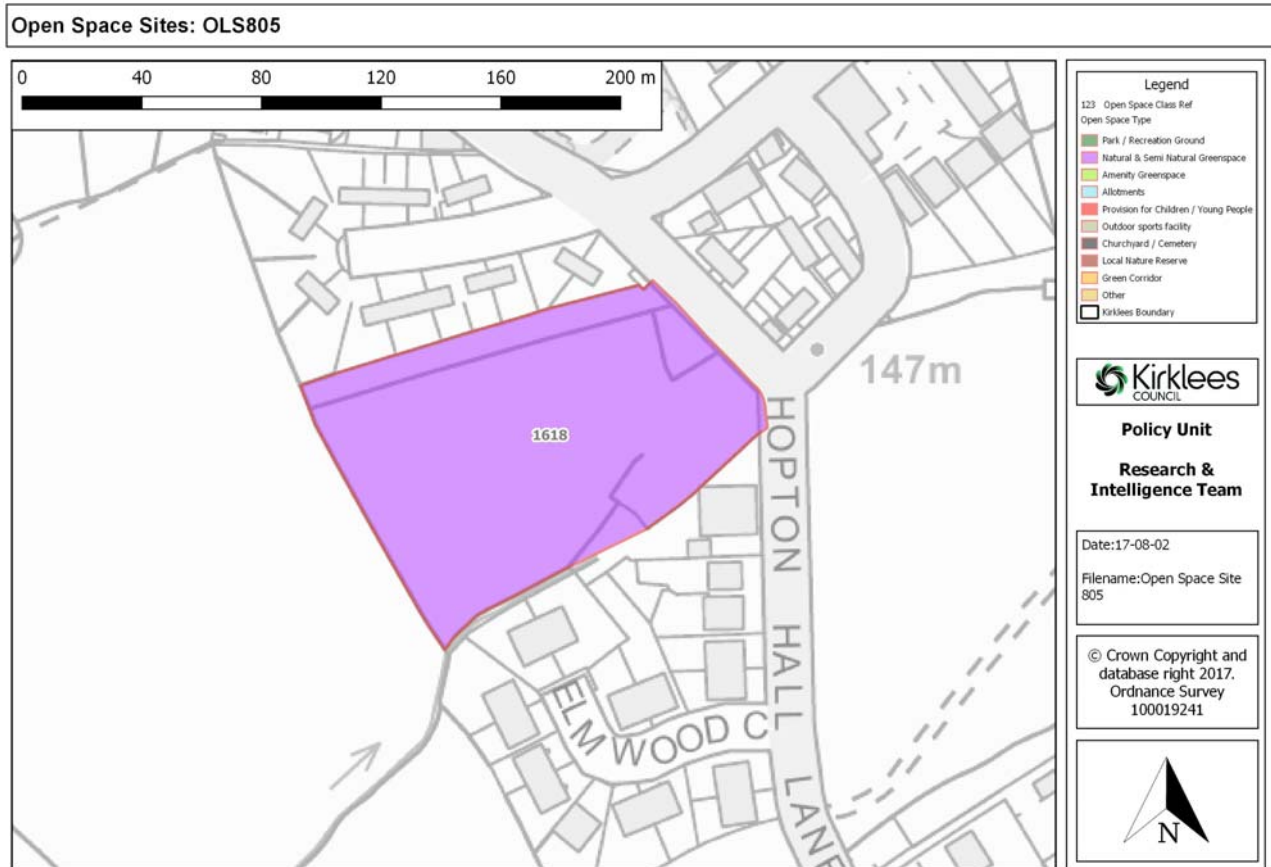 Open Space Sites: OLS805
0 40 80 120 160 200 m
147m
1618
HOPTON HALL LANE
ELMWOOD C
Legend
123 Open Space Class Ref
Open Space Type
Park / Recreation Ground
Natural & Semi Natural Greenspace
Amenity Greenspace
Allotments
Provision for Children / Young People
Outdoor sports facility
Churchyard / Cemetery
Local Nature Reserve
Green Corridor
Other
Kirklees Boundary
Kirklees
COUNCIL
Policy Unit
Research &
Intelligence Team
Date:17-08-02
Filename:Open Space Site
805
© Crown Copyright and
database right 2017.
Ordnance Survey
100019241
N